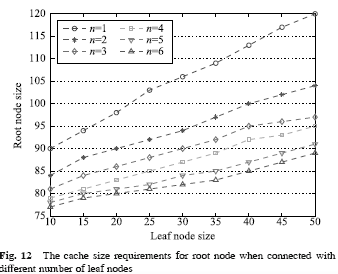 120
115
110
105
100
95
90
85
80
75
Root node size
n=1
n=2
n=3
n=4
n=5
n=6
10 15 20 25 30 35 40 45 50
Leaf node size
Fig. 12 The cache size requirements for root node when connected with
different number of leaf nodes